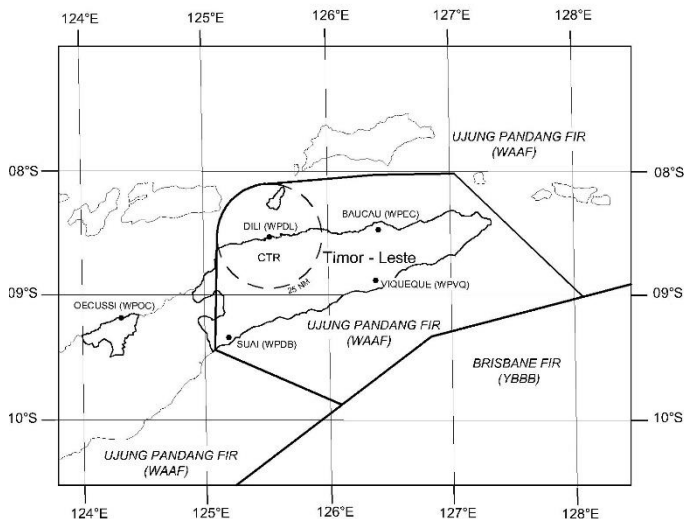 124°E 125°E 126°E 127°E 128°E
UJUNG PANDANG FIR
(WAAF)
08°S 08°S
DILI (WPDL)
BAUCAU (WPEC)
CTR
Timor - Leste
25 NM
VIQUEQUE (WPVQ)
09°S 09°S
OECUSSI (WPOC)
UJUNG PANDANG FIR
(WAAF)
SUAI (WPDB)
BRISBANE FIR
(YBBB)
10°S 10°S
UJUNG PANDANG FIR
(WAAF)
124°E 125°E 126°E 127°E 128°E